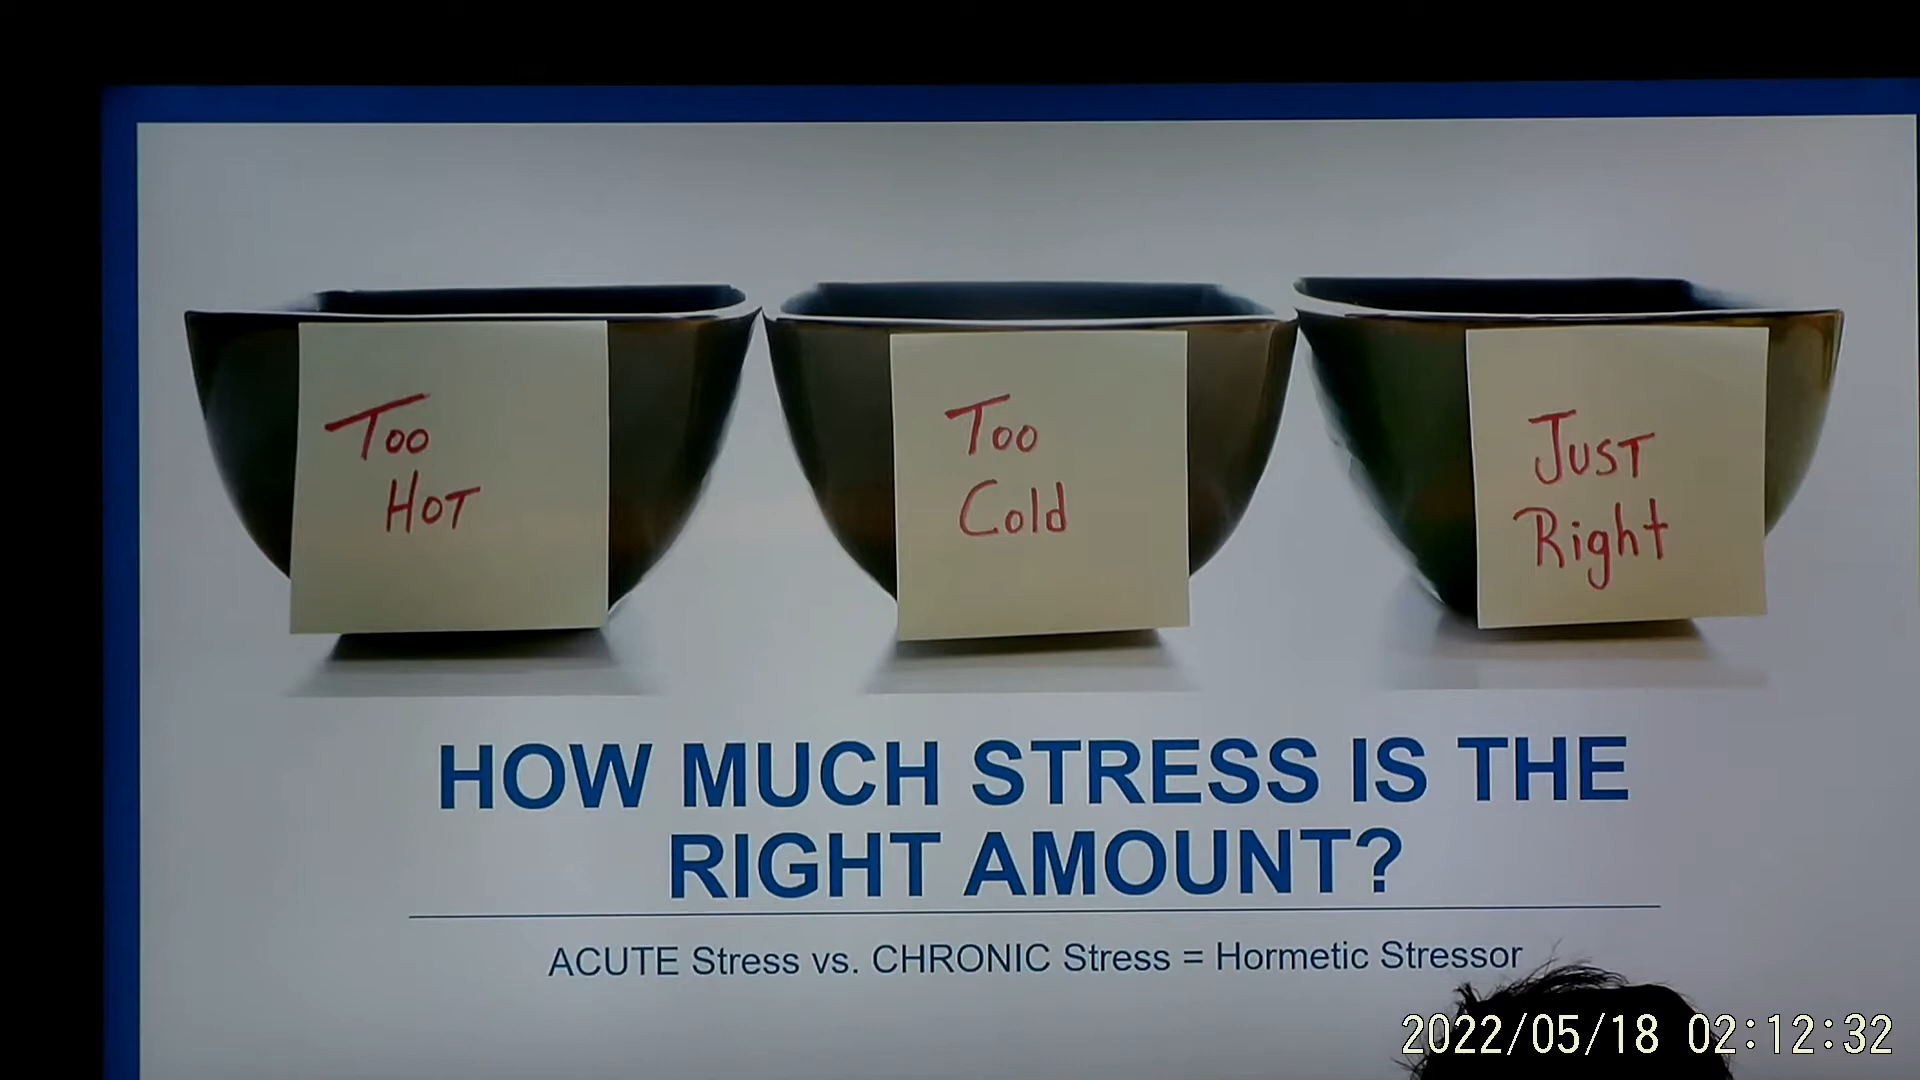 Too
Hot
Too
Cold
Just
Right
HOW MUCH STRESS IS THE
RIGHT AMOUNT?
ACUTE Stress vs. CHRONIC Stress = Hormetic Stressor
2022/05/18 02:12:32